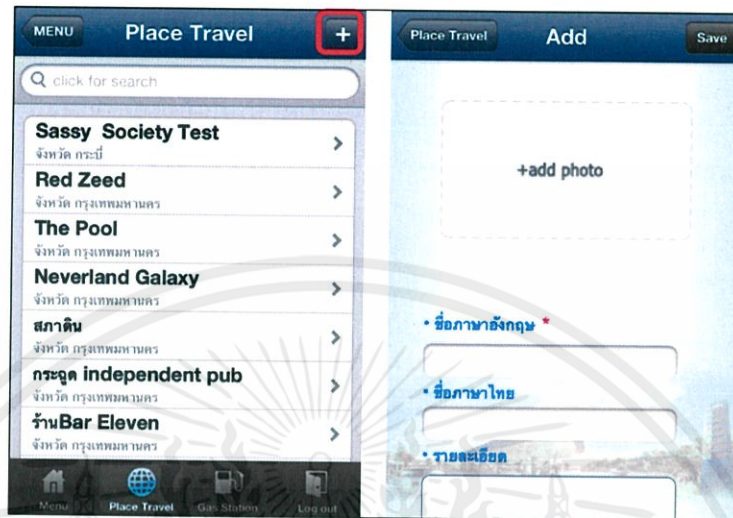 MENU
Place Travel
+
click for search
Sassy Society Test
จังหวัด กระบี่
Red Zeed
จังหวัด กรุงเทพมหานคร
The Pool
จังหวัด กรุงเทพมหานคร
Neverland Galaxy
จังหวัด กรุงเทพมหานคร
สภาดิน
จังหวัด กรุงเทพมหานคร
กระฉูด independent pub
จังหวัด กรุงเทพมหานคร
ร้านBar Eleven
จังหวัด กรุงเทพมหานคร
Menu
Place Travel
Gas Station
Log out
Place Travel
Add
Save
+add photo
• ชื่อภาษาอังกฤษ *
• ชื่อภาษาไทย
• รายละเอียด